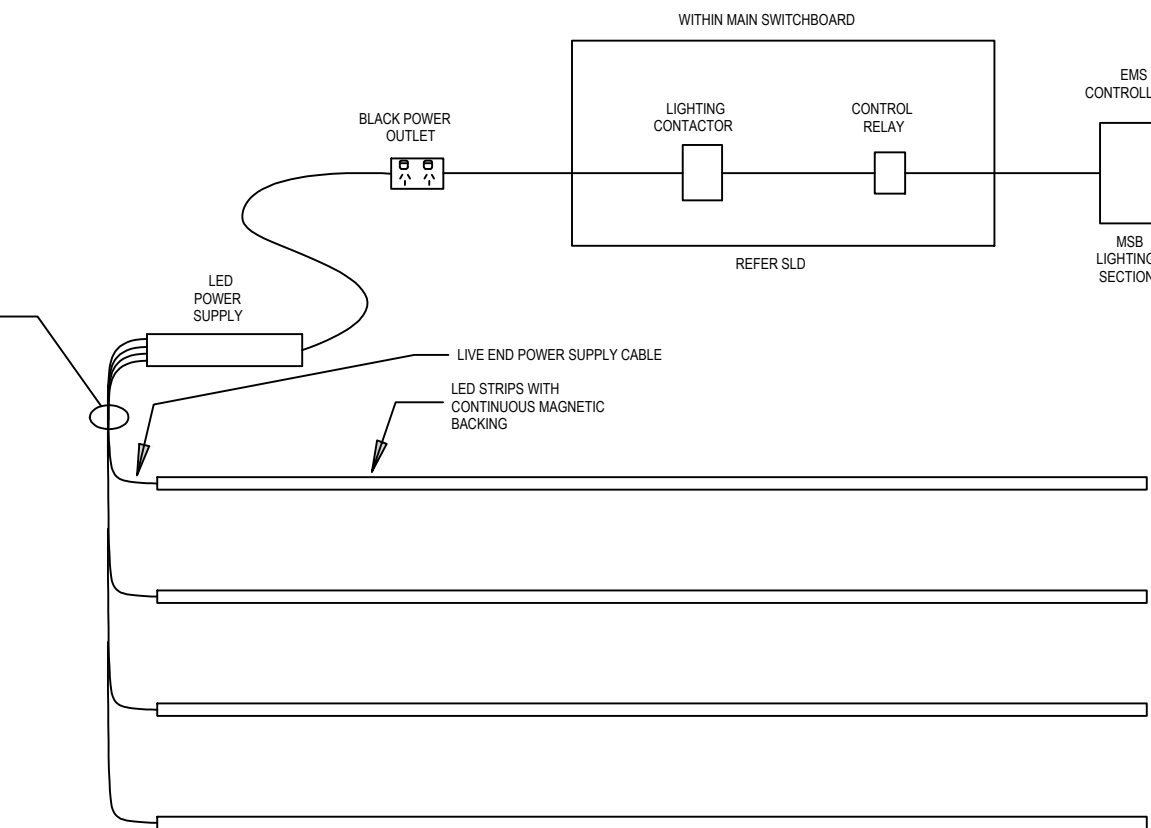 WITHIN MAIN SWITCHBOARD
EMS
BLACK POWER
OUTLET
LIGHTING
CONTACTOR
CONTROL
RELAY
MSB
SECTION
REFER SLD
LED
POWER
SUPPLY
LIVE END POWER SUPPLY CABLE
LED STRIPS WITH
CONTINUOUS MAGNETIC
BACKING